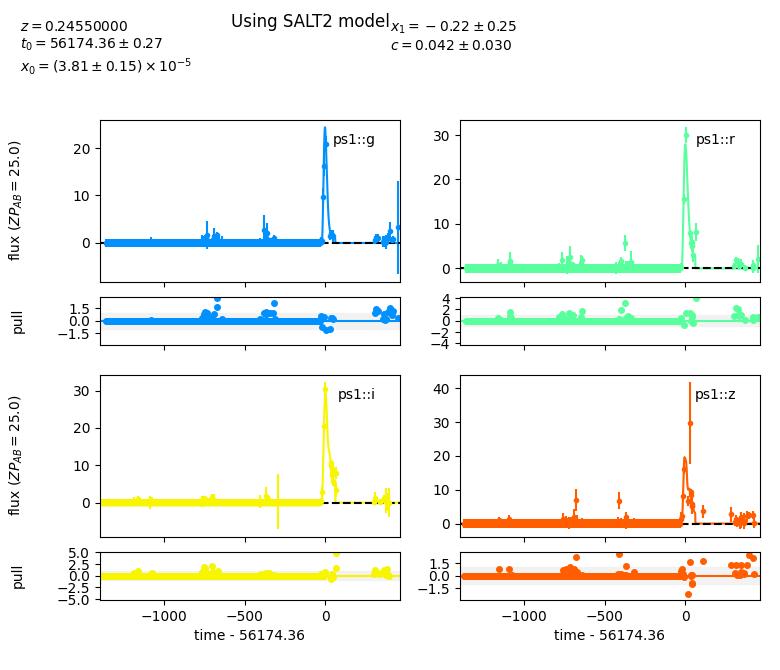 Using SALT2 model
z = 0.24550000
t₀ = 56174.36 ± 0.27
x₀ = (3.81 ± 0.15) × 10⁻⁵
x₁ = −0.22 ± 0.25
c = 0.042 ± 0.030
flux (ZP_AB = 25.0)
20
10
0
ps1::g
30
20
10
0
ps1::r
pull
1.5
0.0
−1.5
4
2
0
−2
−4
flux (ZP_AB = 25.0)
30
20
10
0
ps1::i
40
30
20
10
0
ps1::z
pull
5.0
2.5
0.0
−2.5
−5.0
1.5
0.0
−1.5
−1000 −500 0
−1000 −500 0
time - 56174.36
time - 56174.36